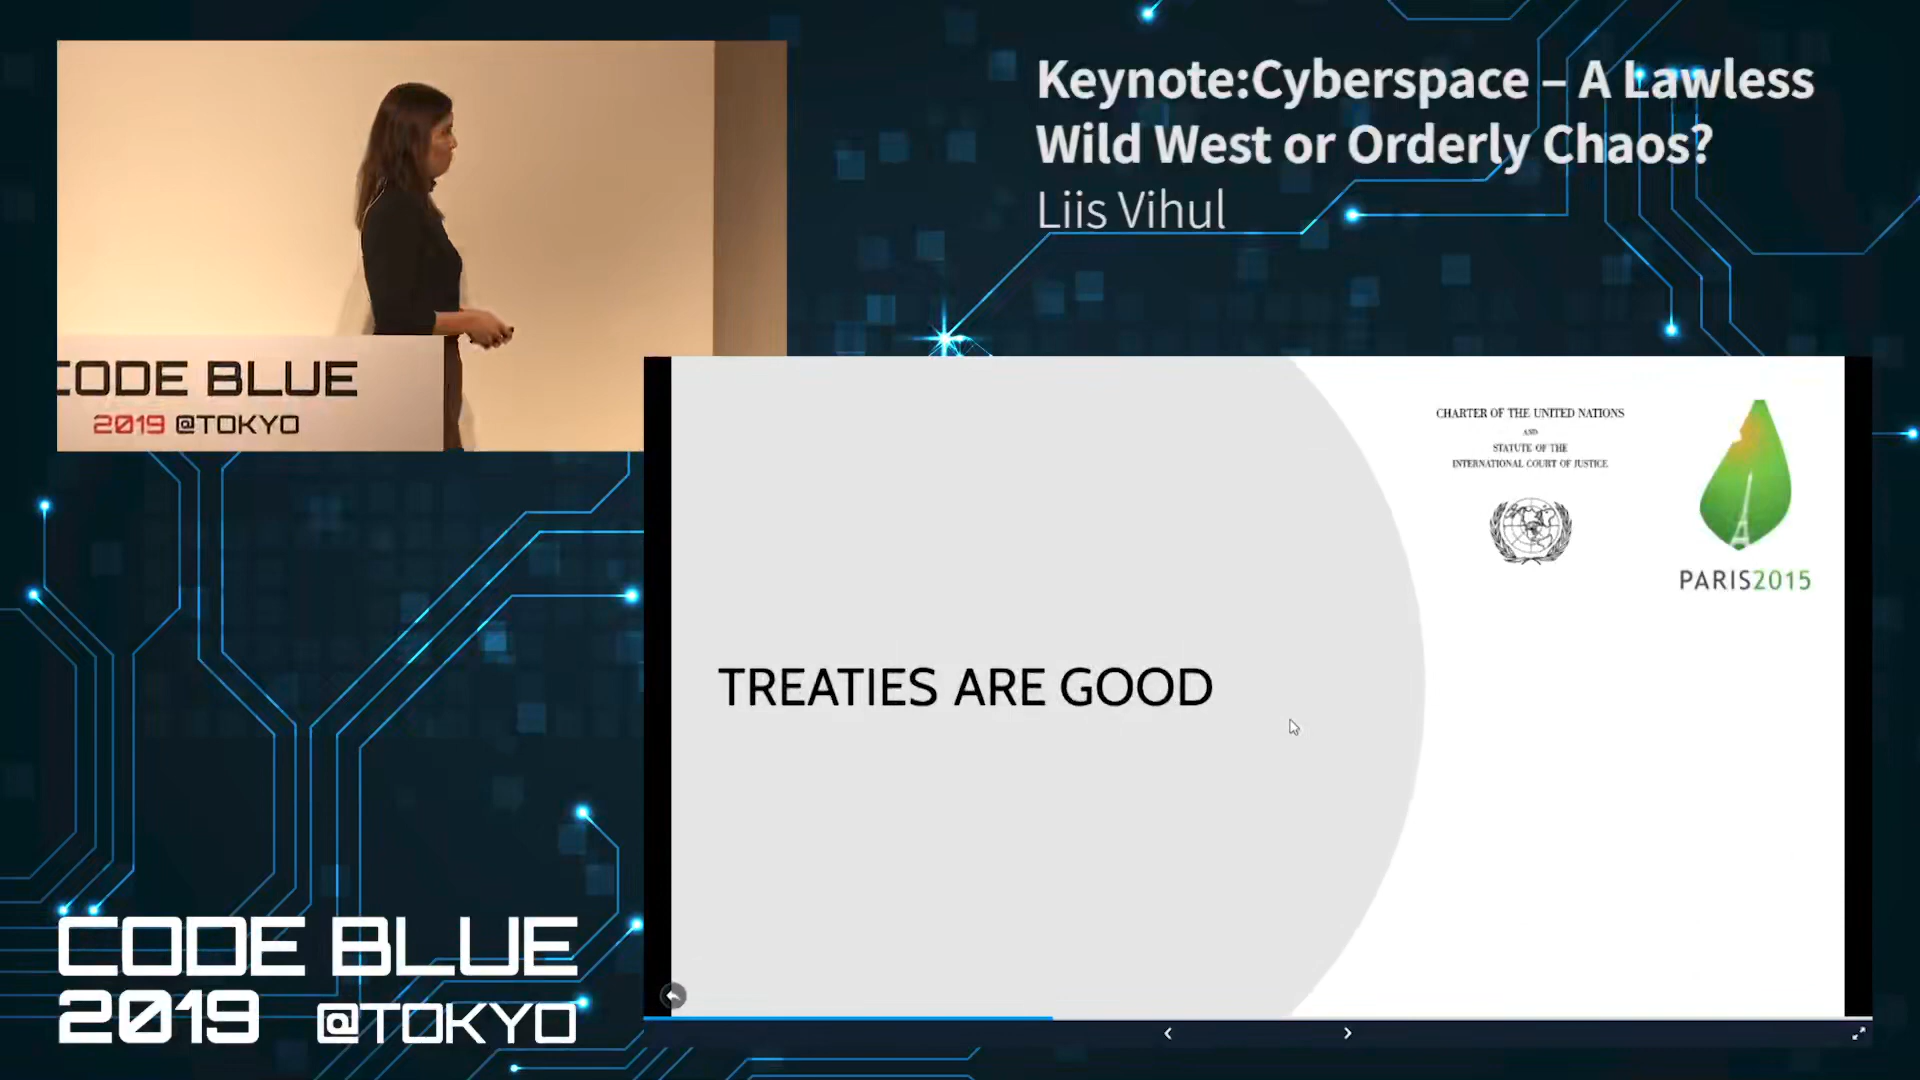 Keynote:Cyberspace – A Lawless
Wild West or Orderly Chaos?
Liis Vihul
CODE BLUE
2019 @TOKYO
CHARTER OF THE UNITED NATIONS
AND
STATUTE OF THE
INTERNATIONAL COURT OF JUSTICE
PARIS2015
TREATIES ARE GOOD
CODE BLUE
2019 @TOKYO